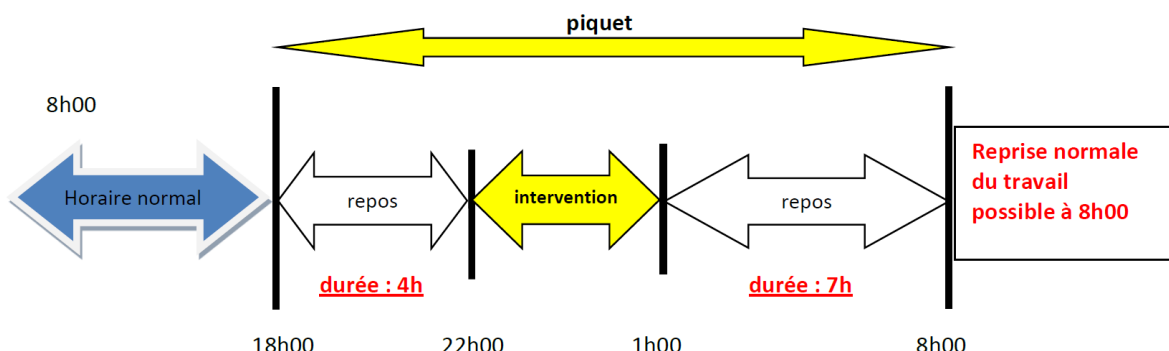 piquet
8h00
Horaire normal
repos
intervention
repos
Reprise normale
du travail
possible à 8h00
durée : 4h
durée : 7h
18h00
22h00
1h00
8h00